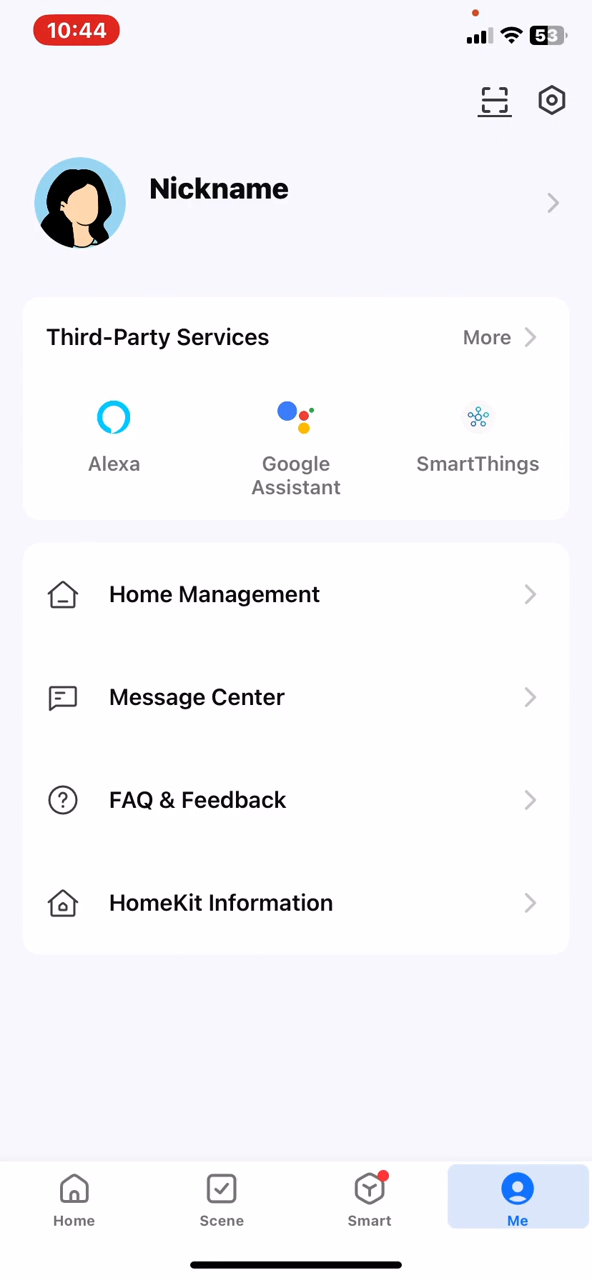 10:44
53
Nickname
Third-Party Services
More
Alexa
Google
Assistant
SmartThings
Home Management
Message Center
FAQ & Feedback
HomeKit Information
Home
Scene
Smart
Me